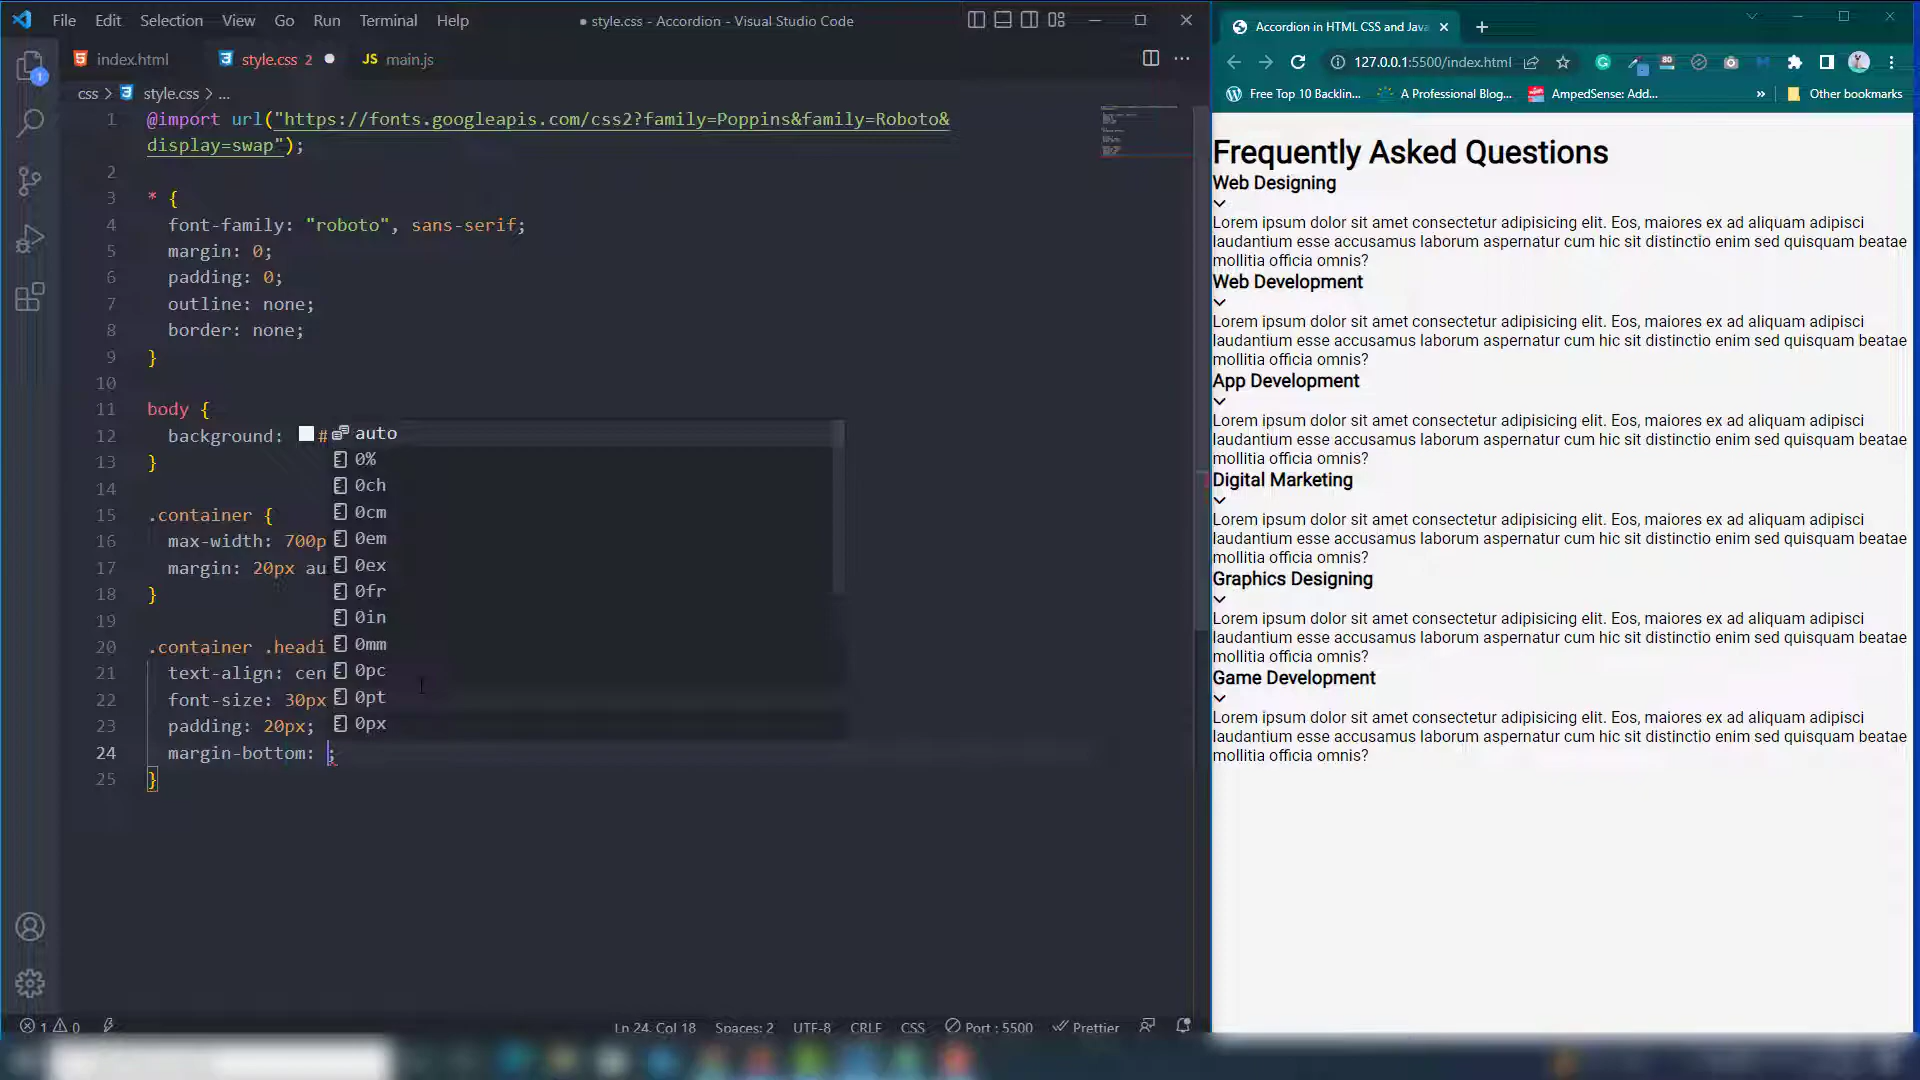 File Edit Selection View Go Run Terminal Help
● style.css - Accordion - Visual Studio Code
index.html style.css 2 JS main.js
css > style.css > ...
1 @import url("https://fonts.googleapis.com/css2?family=Poppins&family=Roboto&
display=swap");
2
3 * {
4 font-family: "roboto", sans-serif;
5 margin: 0;
6 padding: 0;
7 outline: none;
8 border: none;
9 }
10
11 body {
12 background: #
13 }
14
15 .container {
16 max-width: 700p
17 margin: 20px au
18 }
19
20 .container .headi
21 text-align: cen
22 font-size: 30px
23 padding: 20px;
24 margin-bottom: ;
25 }
auto
0%
0ch
0cm
0em
0ex
0fr
0in
0mm
0pc
0pt
0px
1
1 0 Ln 24, Col 18 Spaces: 2 UTF-8 CRLF CSS Port : 5500 Prettier
Accordion in HTML CSS and Java
127.0.0.1:5500/index.html
80
Free Top 10 Backlin... A Professional Blog... AmpedSense: Add... » Other bookmarks
Frequently Asked Questions
Web Designing
Lorem ipsum dolor sit amet consectetur adipisicing elit. Eos, maiores ex ad aliquam adipisci
laudantium esse accusamus laborum aspernatur cum hic sit distinctio enim sed quisquam beatae
mollitia officia omnis?
Web Development
Lorem ipsum dolor sit amet consectetur adipisicing elit. Eos, maiores ex ad aliquam adipisci
laudantium esse accusamus laborum aspernatur cum hic sit distinctio enim sed quisquam beatae
mollitia officia omnis?
App Development
Lorem ipsum dolor sit amet consectetur adipisicing elit. Eos, maiores ex ad aliquam adipisci
laudantium esse accusamus laborum aspernatur cum hic sit distinctio enim sed quisquam beatae
mollitia officia omnis?
Digital Marketing
Lorem ipsum dolor sit amet consectetur adipisicing elit. Eos, maiores ex ad aliquam adipisci
laudantium esse accusamus laborum aspernatur cum hic sit distinctio enim sed quisquam beatae
mollitia officia omnis?
Graphics Designing
Lorem ipsum dolor sit amet consectetur adipisicing elit. Eos, maiores ex ad aliquam adipisci
laudantium esse accusamus laborum aspernatur cum hic sit distinctio enim sed quisquam beatae
mollitia officia omnis?
Game Development
Lorem ipsum dolor sit amet consectetur adipisicing elit. Eos, maiores ex ad aliquam adipisci
laudantium esse accusamus laborum aspernatur cum hic sit distinctio enim sed quisquam beatae
mollitia officia omnis?